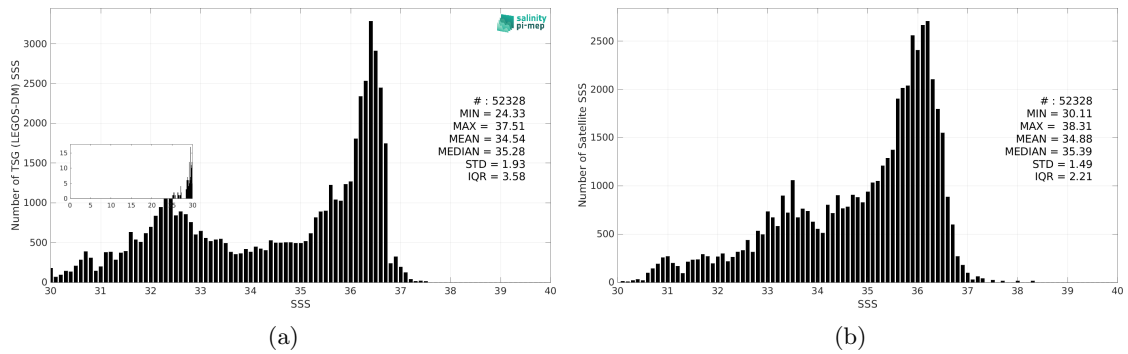 salinity
pi-mep
Number of TSG (LEGOS-DM) SSS
3000
2500
2000
1500
1000
500
0
# : 52328
MIN = 24.33
MAX = 37.51
MEAN = 34.54
MEDIAN = 35.28
STD = 1.93
IQR = 3.58
15
10
5
0
0 5 10 15 20 25 30
30 31 32 33 34 35 36 37 38 39 40
SSS
(a)
Number of Satellite SSS
2500
2000
1500
1000
500
0
# : 52328
MIN = 30.11
MAX = 38.31
MEAN = 34.88
MEDIAN = 35.39
STD = 1.49
IQR = 2.21
30 31 32 33 34 35 36 37 38 39 40
SSS
(b)